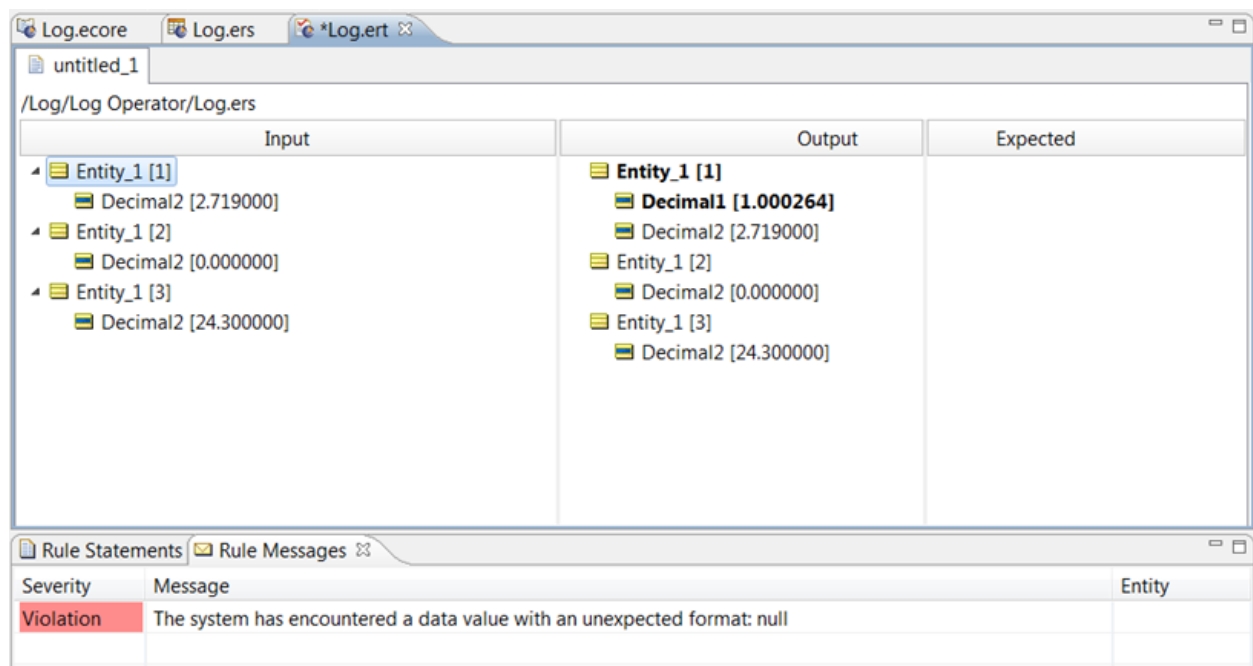 Log.ecore Log.ers *Log.ert
untitled_1
/Log/Log Operator/Log.ers
Input Output Expected
Entity_1 [1] Entity_1 [1]
Decimal2 [2.719000] Decimal1 [1.000264]
Entity_1 [2] Decimal2 [2.719000]
Decimal2 [0.000000] Entity_1 [2]
Entity_1 [3] Decimal2 [0.000000]
Decimal2 [24.300000] Entity_1 [3]
Decimal2 [24.300000]
Rule Statements Rule Messages
Severity Message Entity
Violation The system has encountered a data value with an unexpected format: null